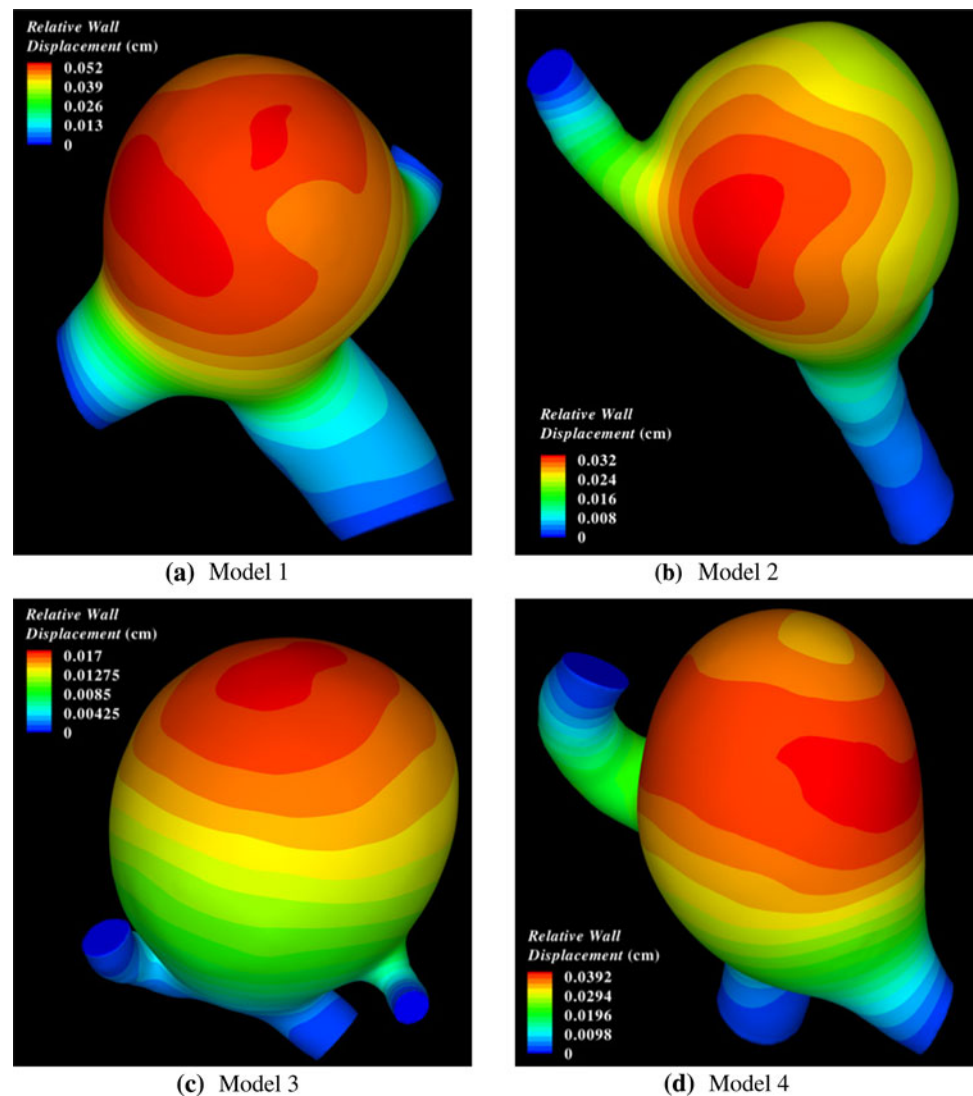 Relative Wall
Displacement (cm)
0.052
0.039
0.026
0.013
0
(a) Model 1
Relative Wall
Displacement (cm)
0.032
0.024
0.016
0.008
0
(b) Model 2
Relative Wall
Displacement (cm)
0.017
0.01275
0.0085
0.00425
0
(c) Model 3
Relative Wall
Displacement (cm)
0.0392
0.0294
0.0196
0.0098
0
(d) Model 4